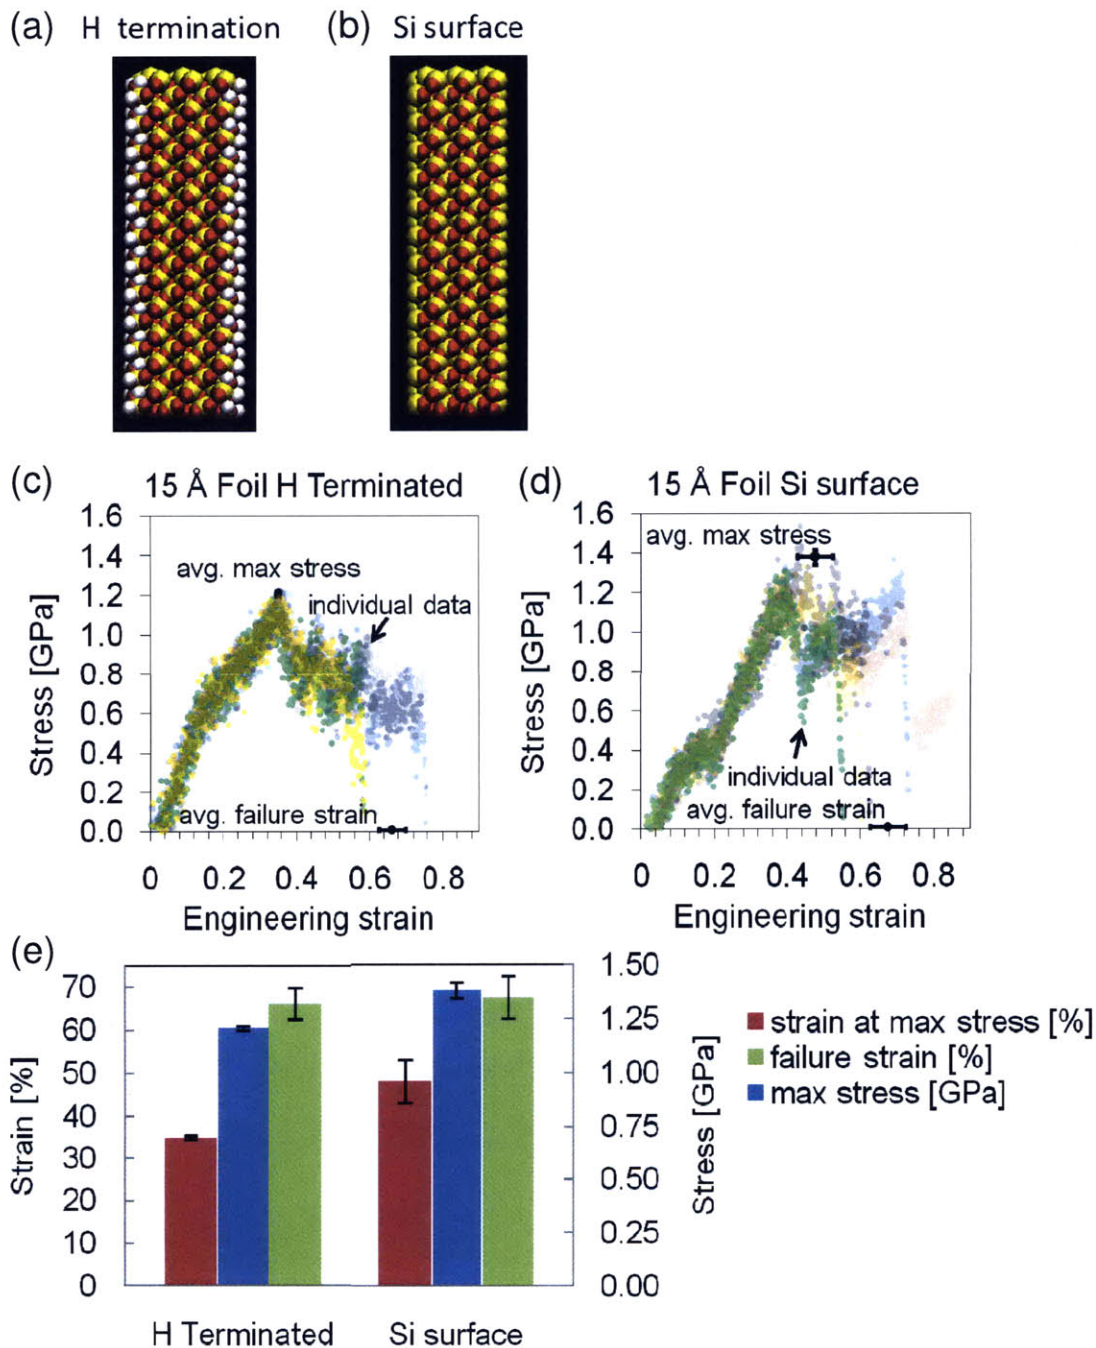 (a) H termination (b) Si surface
(c) 15 Å Foil H Terminated
1.6
1.4
1.2
1.0
0.8
0.6
0.4
0.2
0.0
Stress [GPa]
avg. max stress
individual data
avg. failure strain
0 0.2 0.4 0.6 0.8
Engineering strain
(d) 15 Å Foil Si surface
1.6
1.4
1.2
1.0
0.8
0.6
0.4
0.2
0.0
Stress [GPa]
avg. max stress
individual data
avg. failure strain
0 0.2 0.4 0.6 0.8
Engineering strain
(e)
70
60
50
40
30
20
10
0
Strain [%]
1.50
1.25
1.00
0.75
0.50
0.25
0.00
Stress [GPa]
H Terminated Si surface
strain at max stress [%]
failure strain [%]
max stress [GPa]